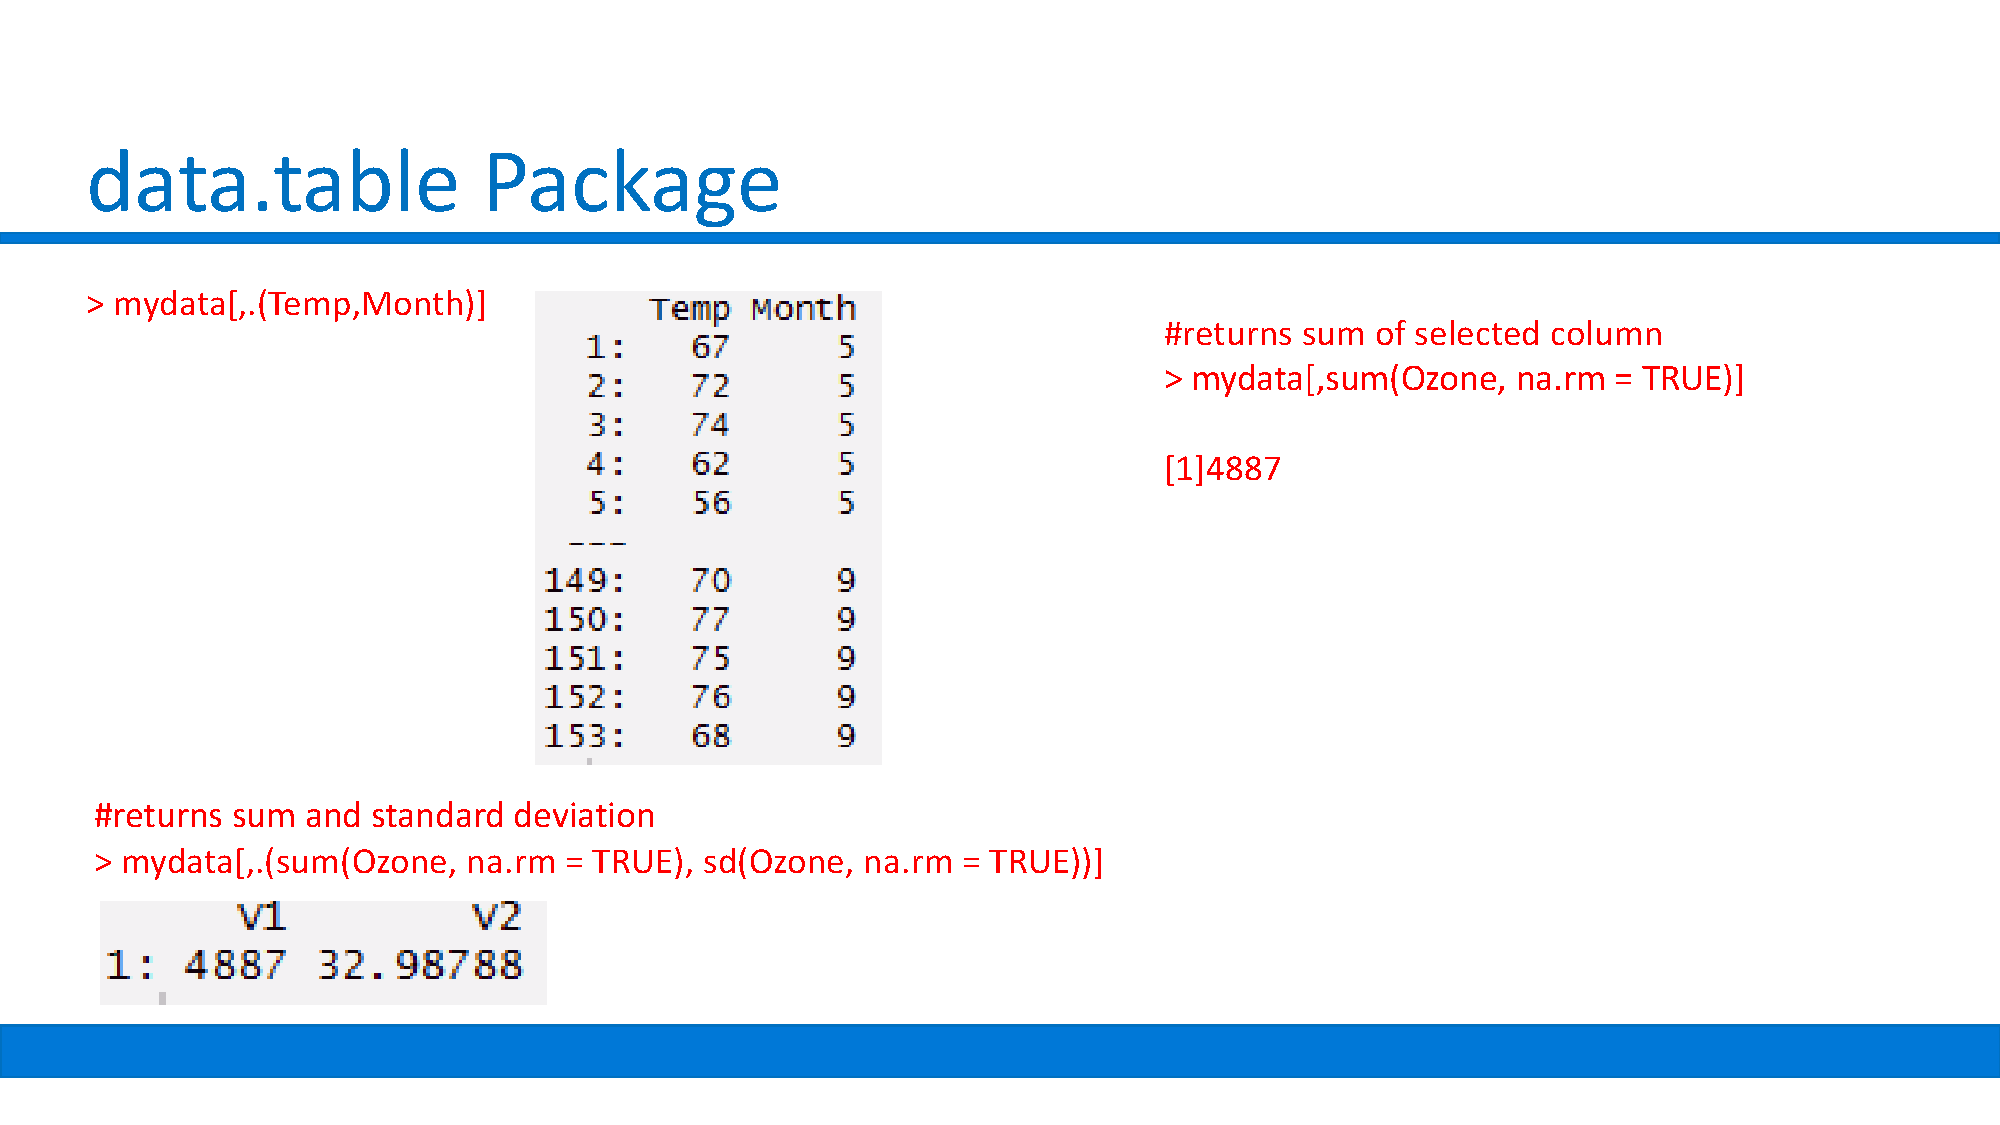 data.table Package
> mydata[,.(Temp,Month)]
Temp Month
1: 67 5
2: 72 5
3: 74 5
4: 62 5
5: 56 5
---
149: 70 9
150: 77 9
151: 75 9
152: 76 9
153: 68 9
#returns sum of selected column
> mydata[,sum(Ozone, na.rm = TRUE)]
[1]4887
#returns sum and standard deviation
> mydata[,.(sum(Ozone, na.rm = TRUE), sd(Ozone, na.rm = TRUE))]
V1 V2
1: 4887 32.98788